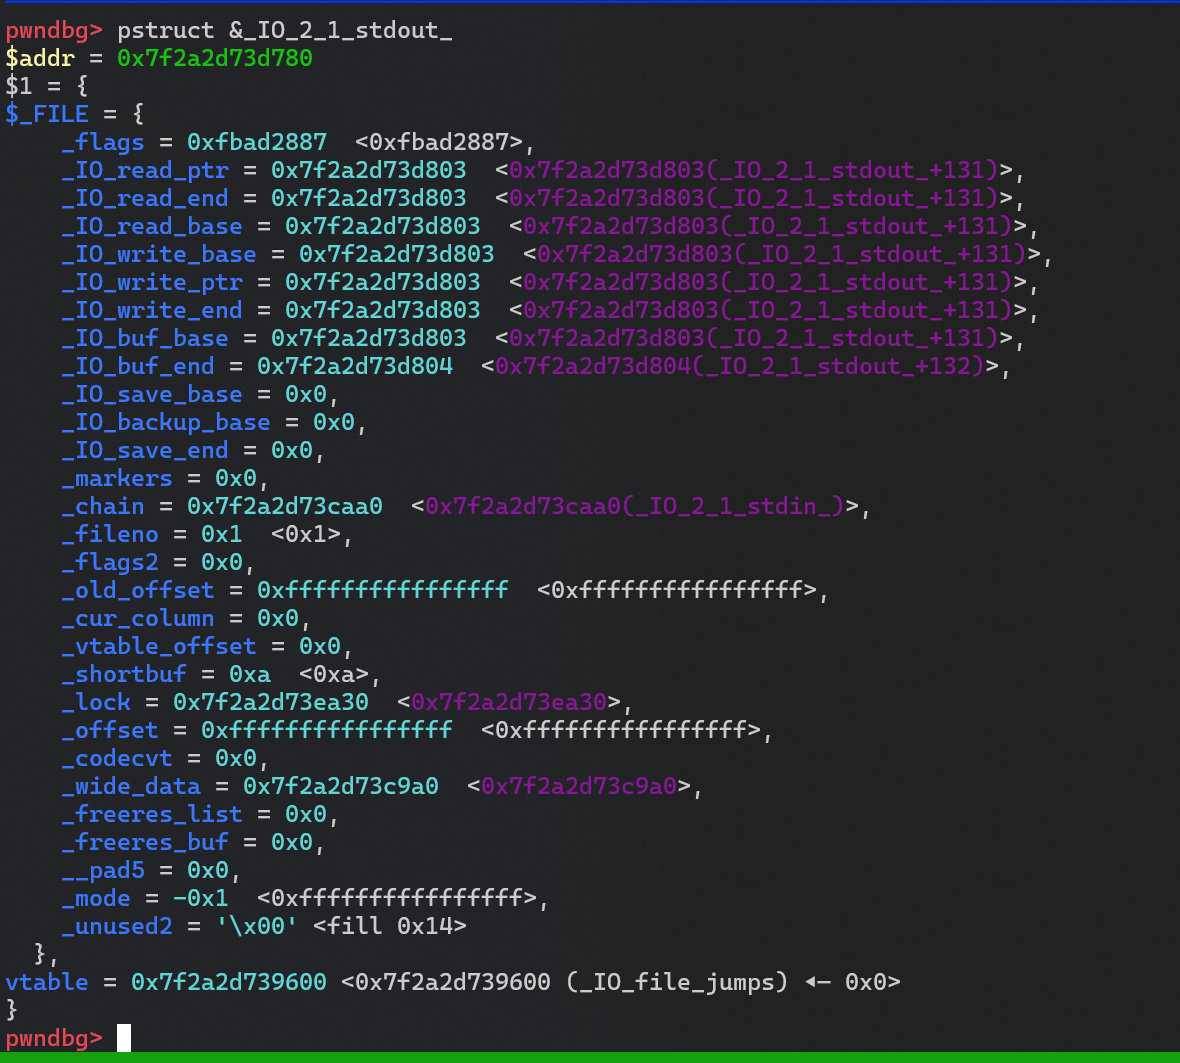 pwndbg> pstruct &_IO_2_1_stdout_
$addr = 0x7f2a2d73d780
$1 = {
$_FILE = {
    _flags = 0xfbad2887  <0xfbad2887>,
    _IO_read_ptr = 0x7f2a2d73d803  <0x7f2a2d73d803(_IO_2_1_stdout_+131)>,
    _IO_read_end = 0x7f2a2d73d803  <0x7f2a2d73d803(_IO_2_1_stdout_+131)>,
    _IO_read_base = 0x7f2a2d73d803  <0x7f2a2d73d803(_IO_2_1_stdout_+131)>,
    _IO_write_base = 0x7f2a2d73d803  <0x7f2a2d73d803(_IO_2_1_stdout_+131)>,
    _IO_write_ptr = 0x7f2a2d73d803  <0x7f2a2d73d803(_IO_2_1_stdout_+131)>,
    _IO_write_end = 0x7f2a2d73d803  <0x7f2a2d73d803(_IO_2_1_stdout_+131)>,
    _IO_buf_base = 0x7f2a2d73d803  <0x7f2a2d73d803(_IO_2_1_stdout_+131)>,
    _IO_buf_end = 0x7f2a2d73d804  <0x7f2a2d73d804(_IO_2_1_stdout_+132)>,
    _IO_save_base = 0x0,
    _IO_backup_base = 0x0,
    _IO_save_end = 0x0,
    _markers = 0x0,
    _chain = 0x7f2a2d73caa0  <0x7f2a2d73caa0(_IO_2_1_stdin_)>,
    _fileno = 0x1  <0x1>,
    _flags2 = 0x0,
    _old_offset = 0xffffffffffffffff  <0xffffffffffffffff>,
    _cur_column = 0x0,
    _vtable_offset = 0x0,
    _shortbuf = 0xa  <0xa>,
    _lock = 0x7f2a2d73ea30  <0x7f2a2d73ea30>,
    _offset = 0xffffffffffffffff  <0xffffffffffffffff>,
    _codecvt = 0x0,
    _wide_data = 0x7f2a2d73c9a0  <0x7f2a2d73c9a0>,
    _freeres_list = 0x0,
    _freeres_buf = 0x0,
    __pad5 = 0x0,
    _mode = -0x1  <0xffffffffffffffff>,
    _unused2 = '\x00' <fill 0x14>
  },
vtable = 0x7f2a2d739600 <0x7f2a2d739600 (_IO_file_jumps) ◂— 0x0>
}
pwndbg>